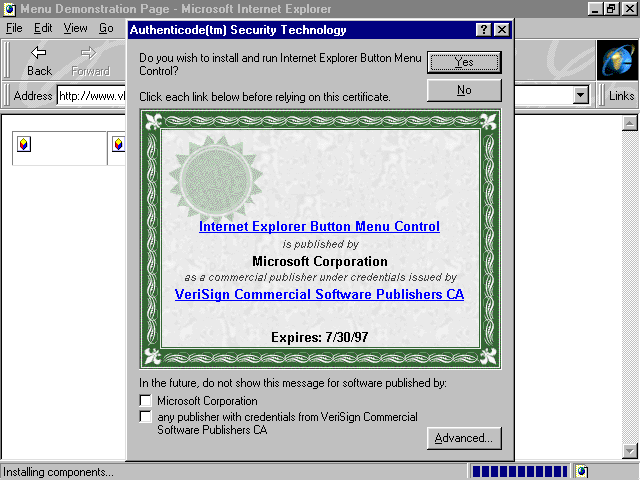 Menu Demonstration Page - Microsoft Internet Explorer
File Edit View Go
Back
Forward
Address http://www.vl
Links
Authenticode(tm) Security Technology
Do you wish to install and run Internet Explorer Button Menu
Control?
Yes
No
Click each link below before relying on this certificate.
Internet Explorer Button Menu Control
is published by
Microsoft Corporation
as a commercial publisher under credentials issued by
VeriSign Commercial Software Publishers CA
Expires: 7/30/97
In the future, do not show this message for software published by:
Microsoft Corporation
any publisher with credentials from VeriSign Commercial
Software Publishers CA
Advanced...
Installing components...